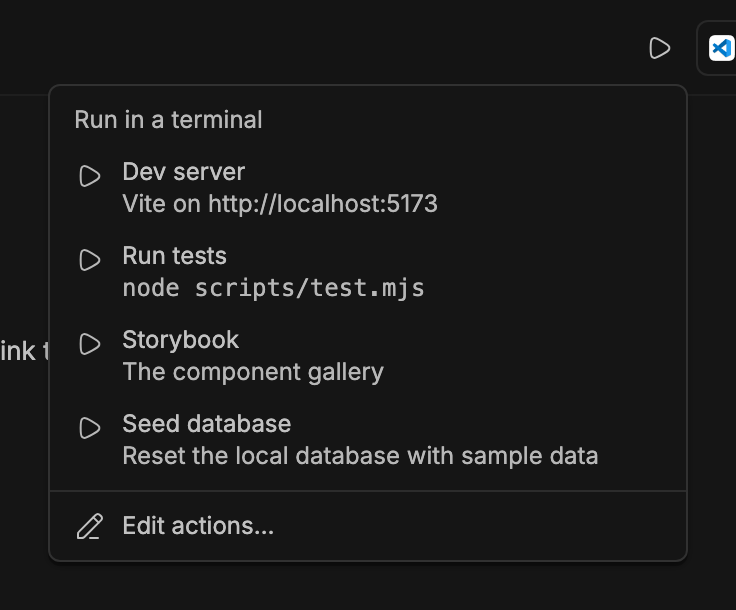 Run in a terminal
Dev server
Vite on http://localhost:5173
Run tests
node scripts/test.mjs
ink t
Storybook
The component gallery
Seed database
Reset the local database with sample data
Edit actions...